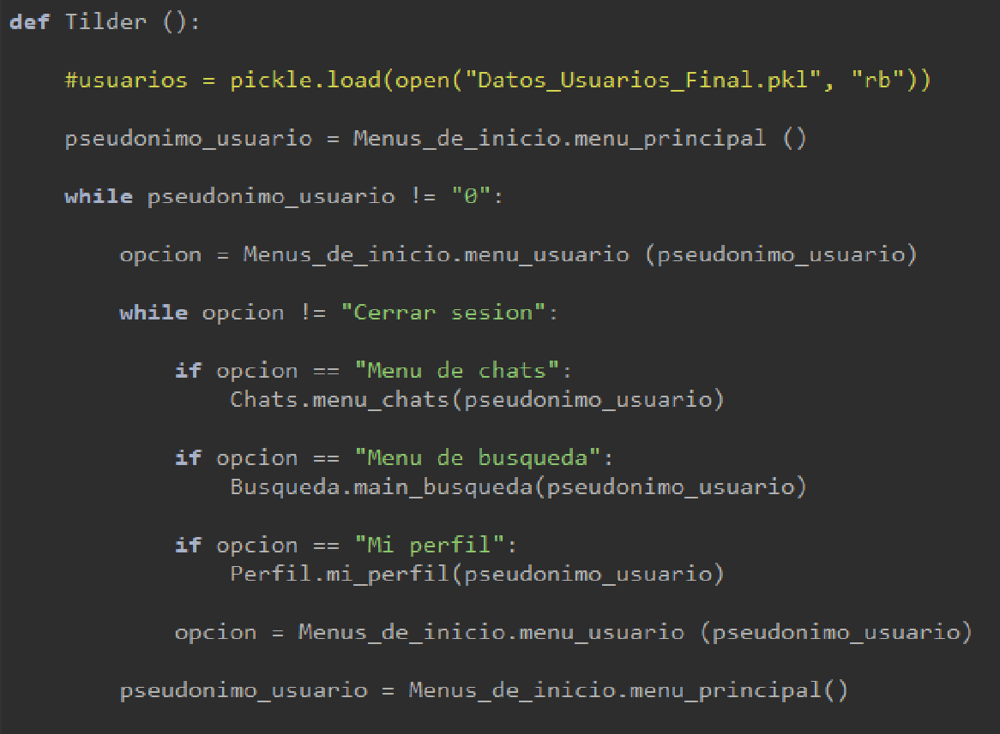 def Tilder ():
#usuarios = pickle.load(open("Datos_Usuarios_Final.pkl", "rb"))
pseudonimo_usuario = Menus_de_inicio.menu_principal ()
while pseudonimo_usuario != "0":
opcion = Menus_de_inicio.menu_usuario (pseudonimo_usuario)
while opcion != "Cerrar sesion":
if opcion == "Menu de chats":
Chats.menu_chats(pseudonimo_usuario)
if opcion == "Menu de busqueda":
Busqueda.main_busqueda(pseudonimo_usuario)
if opcion == "Mi perfil":
Perfil.mi_perfil(pseudonimo_usuario)
opcion = Menus_de_inicio.menu_usuario (pseudonimo_usuario)
pseudonimo_usuario = Menus_de_inicio.menu_principal()